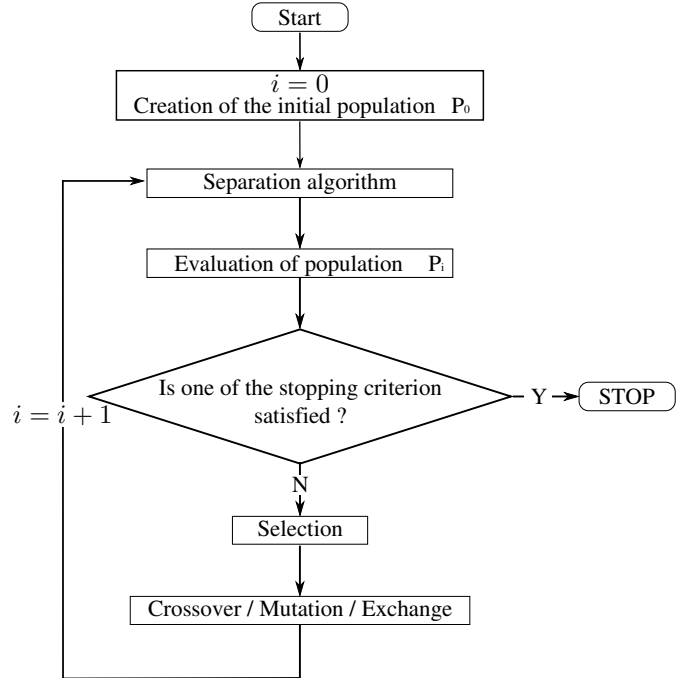 Start
i = 0
Creation of the initial population P₀
Separation algorithm
Evaluation of population Pᵢ
Is one of the stopping criterion
satisfied ?
Y
STOP
i = i + 1
N
Selection
Crossover / Mutation / Exchange